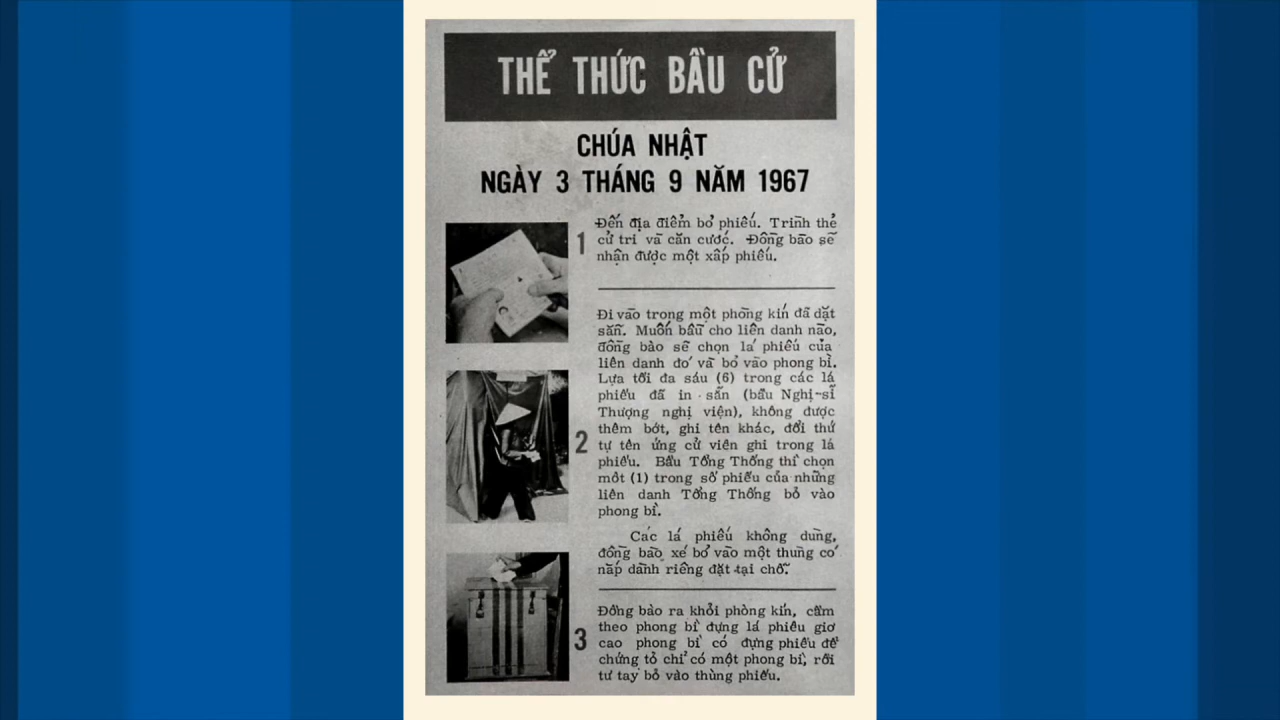 THỂ THỨC BẦU CỬ
CHÚA NHẬT
NGÀY 3 THÁNG 9 NĂM 1967
1
Đến địa điểm bỏ phiếu. Trình thẻ
cử tri và căn cước. Đồng bào sẽ
nhận được một xấp phiếu.
2
Đi vào trong một phòng kín đã đặt
sẵn. Muốn bầu cho liên danh nào,
đồng bào sẽ chọn lá phiếu của
liên danh đó và bỏ vào phong bì.
Lựa tối đa sáu (6) trong các lá
phiếu đã in sẵn (bầu Nghị-sĩ
Thượng nghị viện), không được
thêm bớt, ghi tên khác, đổi thứ
tự tên ứng cử viên ghi trong lá
phiếu. Bầu Tổng Thống thì chọn
một (1) trong số phiếu của những
liên danh Tổng Thống bỏ vào
phong bì.
Các lá phiếu không dùng,
đồng bào xé bỏ vào một thùng có
nắp dành riêng đặt tại chỗ.
3
Đồng bào ra khỏi phòng kín, cầm
theo phong bì đựng lá phiếu giơ
cao phong bì có đựng phiếu để
chứng tỏ chỉ có một phong bì, rồi
tự tay bỏ vào thùng phiếu.